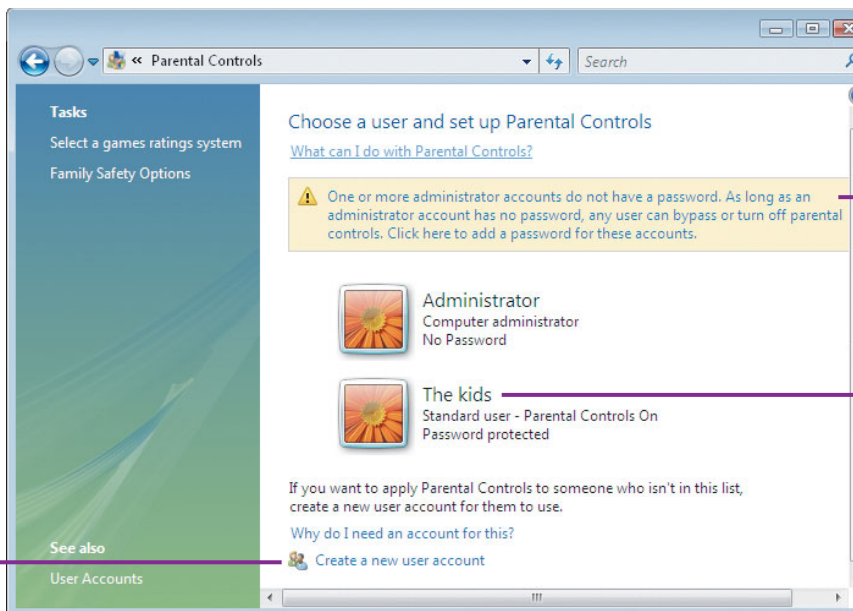 « Parental Controls
Search
Tasks
Select a games ratings system
Family Safety Options
See also
User Accounts
Choose a user and set up Parental Controls
What can I do with Parental Controls?
One or more administrator accounts do not have a password. As long as an
administrator account has no password, any user can bypass or turn off parental
controls. Click here to add a password for these accounts.
Administrator
Computer administrator
No Password
The kids
Standard user - Parental Controls On
Password protected
If you want to apply Parental Controls to someone who isn't in this list,
create a new user account for them to use.
Why do I need an account for this?
Create a new user account